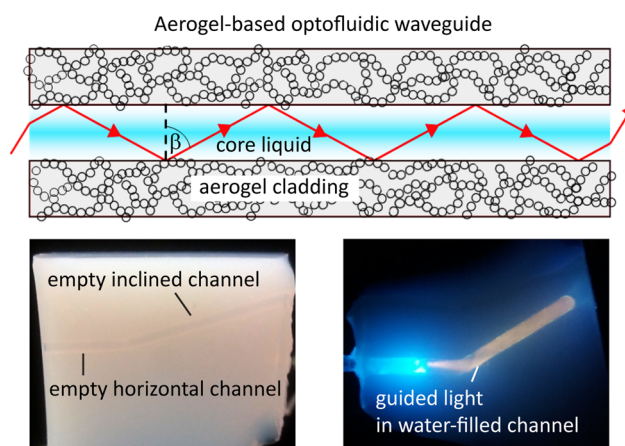 Aerogel-based optofluidic waveguide
β
core liquid
aerogel cladding
empty inclined channel
empty horizontal channel
guided light
in water-filled channel